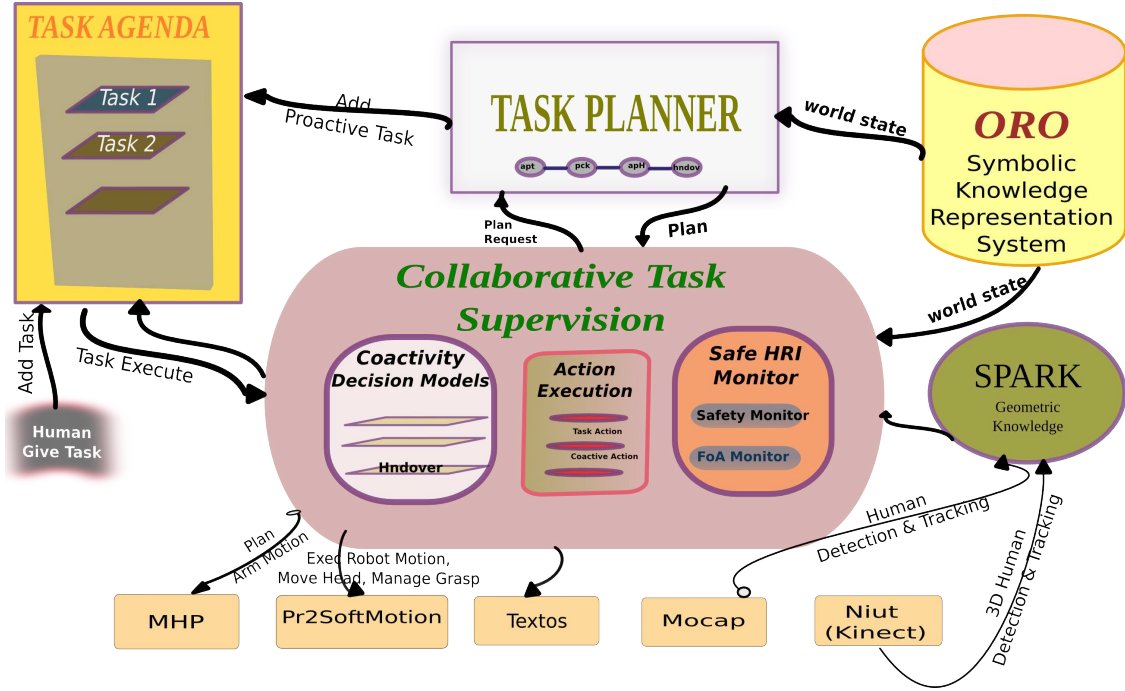 TASK AGENDA
Task 1
Task 2
Add
Proactive Task
TASK PLANNER
apt
pck
apH
hndov
world state
ORO
Symbolic
Knowledge
Representation
System
Plan
Request
Plan
world state
Add Task
Task Execute
Human
Give Task
Collaborative Task
Supervision
Coactivity
Decision Models
Hndover
Action
Execution
Task Action
Coactive Action
Safe HRI
Monitor
Safety Monitor
FoA Monitor
SPARK
Geometric
Knowledge
Plan
Arm Motion
Exec Robot Motion,
Move Head, Manage Grasp
Human
Detection & Tracking
3D Human
Detection & Tracking
MHP
Pr2SoftMotion
Textos
Mocap
Niut
(Kinect)